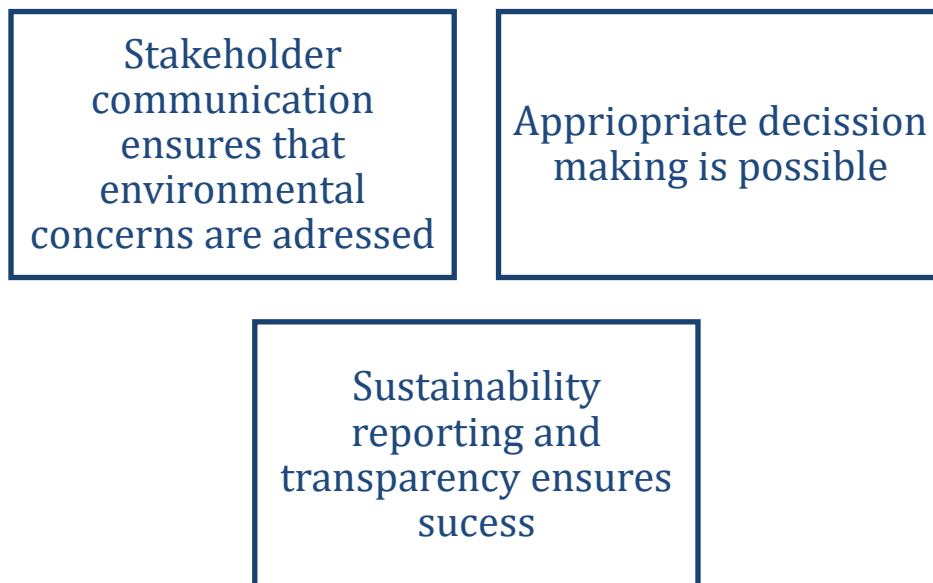 Stakeholder
communication
ensures that
environmental
concerns are adressed
Appriopriate decission
making is possible
Sustainability
reporting and
transparency ensures
sucess